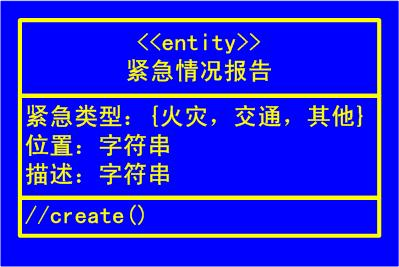 <<entity>>
紧急情况报告
紧急类型：{火灾，交通，其他}
位置：字符串
描述：字符串
//create()